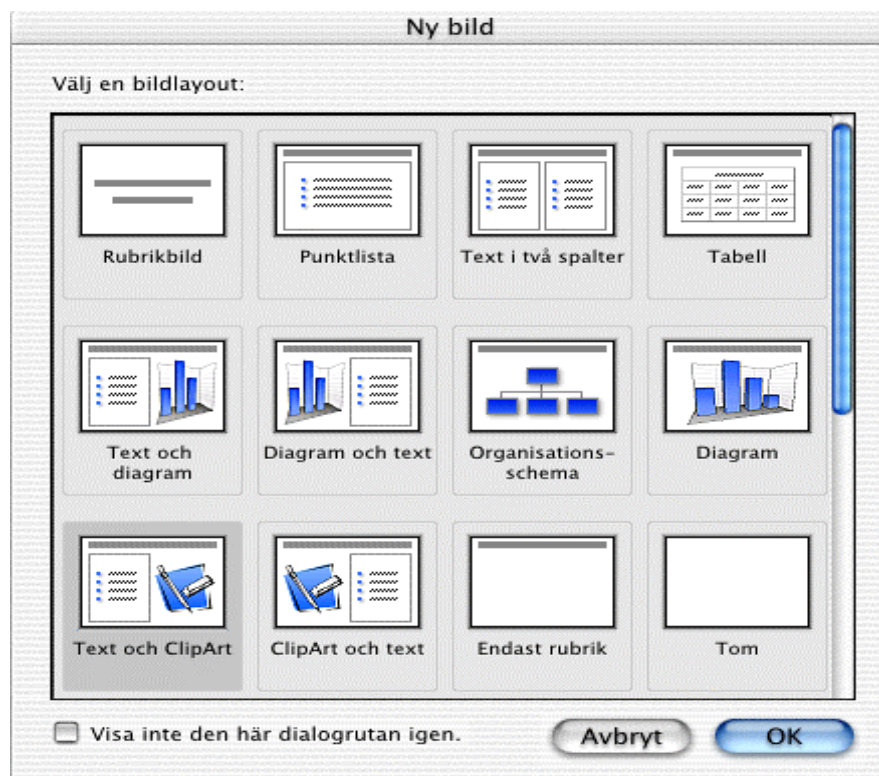 Ny bild
Välj en bildlayout:
Rubrikbild
Punktlista
Text i två spalter
Tabell
Text och
diagram
Diagram och text
Organisations-
schema
Diagram
Text och ClipArt
ClipArt och text
Endast rubrik
Tom
Visa inte den här dialogrutan igen.
Avbryt
OK